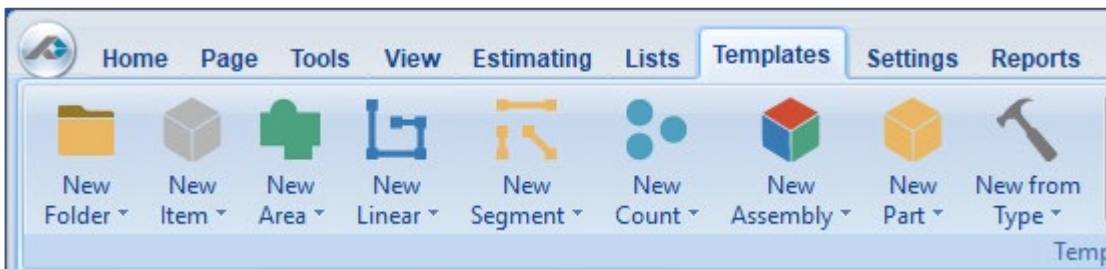 Home Page Tools View Estimating Lists Templates Settings Reports
New New New New New New New New New from
Folder Item Area Linear Segment Count Assembly Part Type